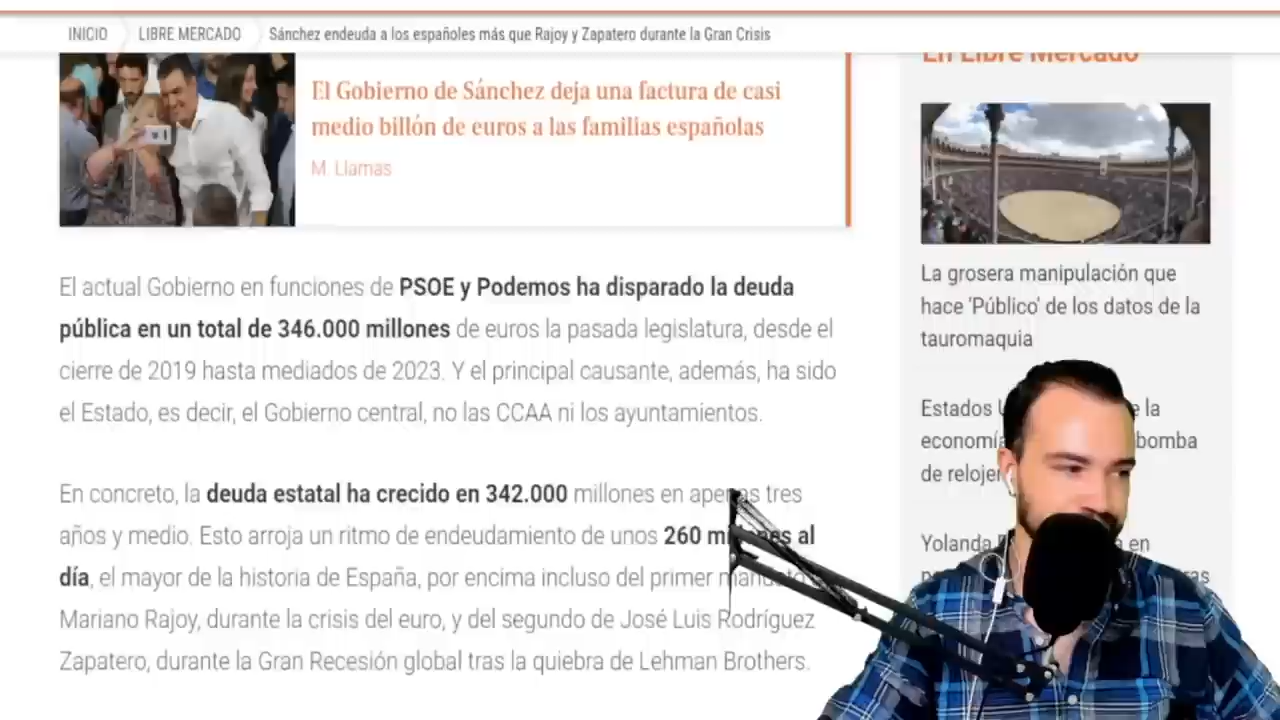 INICIO LIBRE MERCADO Sánchez endeuda a los españoles más que Rajoy y Zapatero durante la Gran Crisis
El Gobierno de Sánchez deja una factura de casi
medio billón de euros a las familias españolas
M. Llamas
El actual Gobierno en funciones de PSOE y Podemos ha disparado la deuda
pública en un total de 346.000 millones de euros la pasada legislatura, desde el
cierre de 2019 hasta mediados de 2023. Y el principal causante, además, ha sido
el Estado, es decir, el Gobierno central, no las CCAA ni los ayuntamientos.
En concreto, la deuda estatal ha crecido en 342.000 millones en apenas tres
años y medio. Esto arroja un ritmo de endeudamiento de unos 260 millones al
día, el mayor de la historia de España, por encima incluso del primer mandato
Mariano Rajoy, durante la crisis del euro, y del segundo de José Luis Rodríguez
Zapatero, durante la Gran Recesión global tras la quiebra de Lehman Brothers.
En Libre Mercado
La grosera manipulación que
hace 'Público' de los datos de la
tauromaquia
Estados la
economía bomba
de
Yolanda en